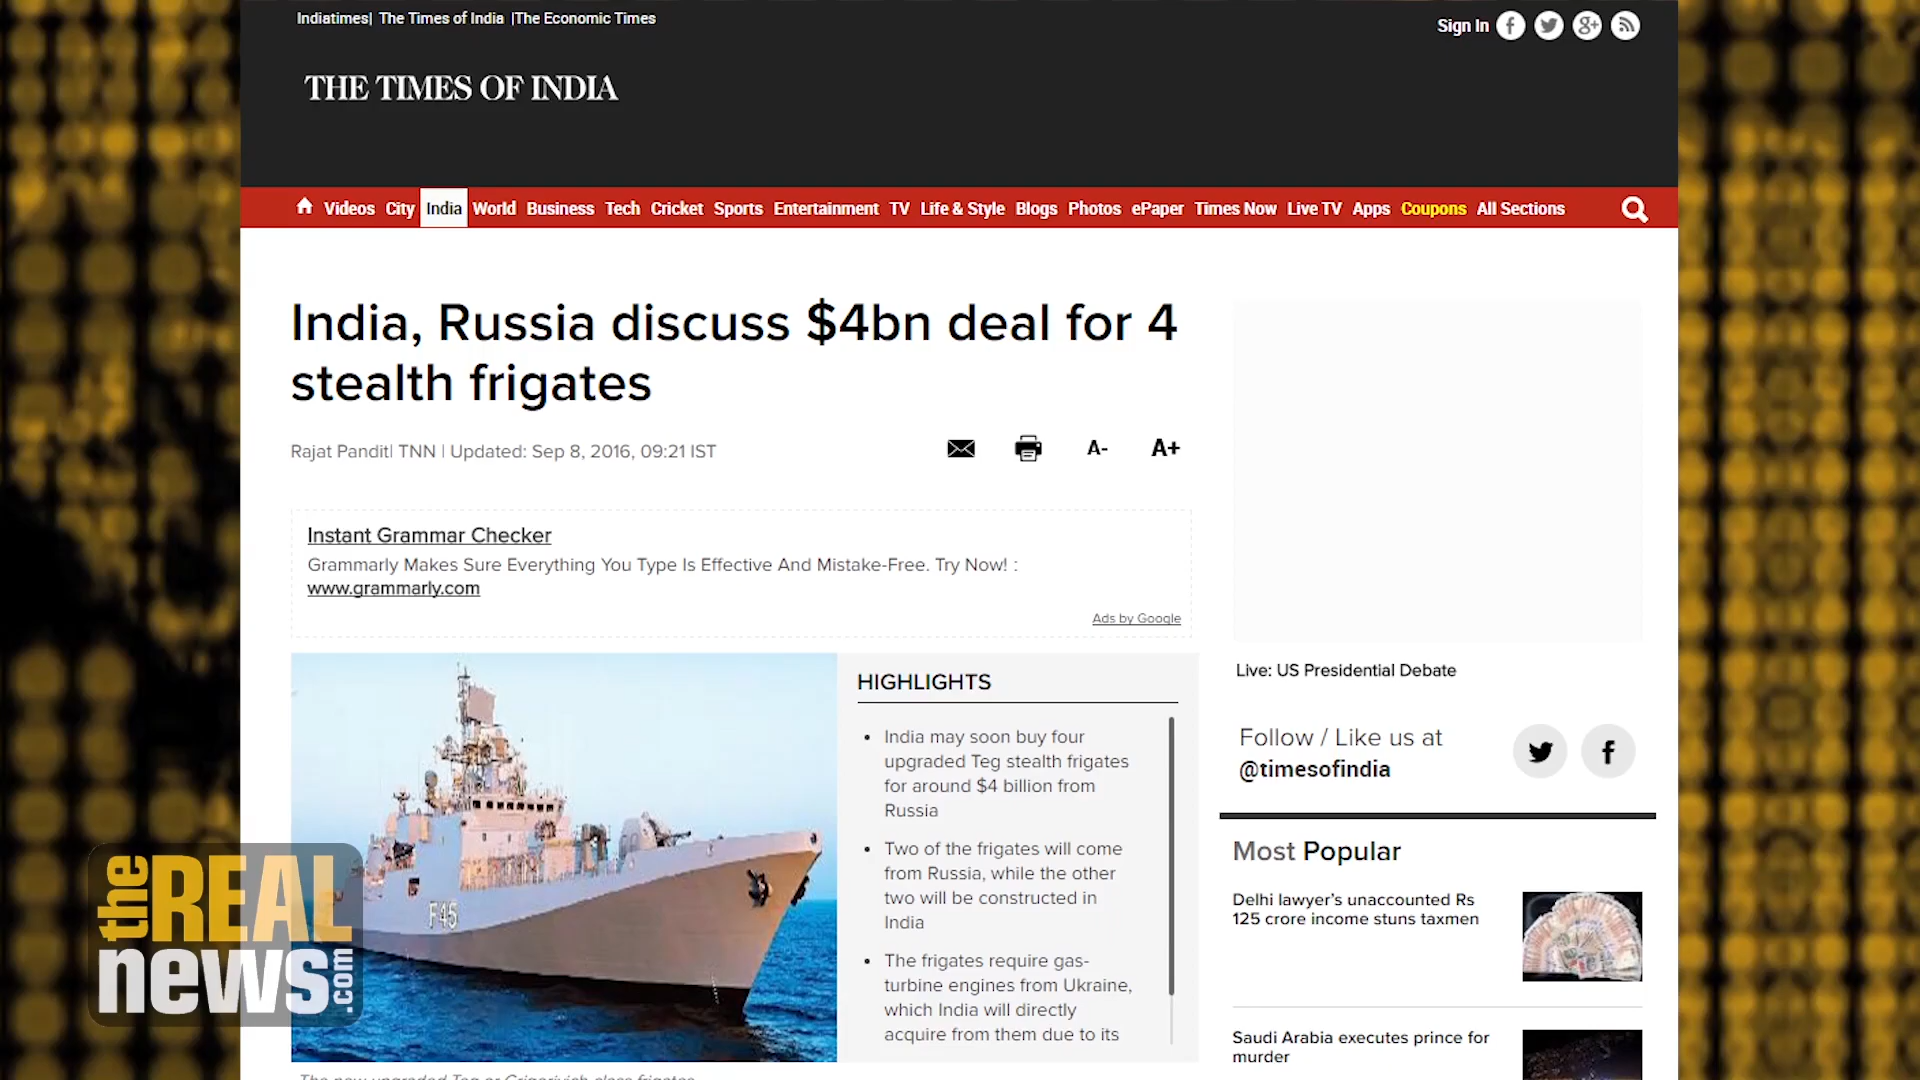 Indiatimes| The Times of India |The Economic Times
Sign In
THE TIMES OF INDIA
Videos City India World Business Tech Cricket Sports Entertainment TV Life & Style Blogs Photos ePaper Times Now Live TV Apps Coupons All Sections
India, Russia discuss $4bn deal for 4
stealth frigates
Rajat Pandit| TNN | Updated: Sep 8, 2016, 09:21 IST
A- A+
Instant Grammar Checker
Grammarly Makes Sure Everything You Type Is Effective And Mistake-Free. Try Now! :
www.grammarly.com
Ads by Google
F45
HIGHLIGHTS
• India may soon buy four
upgraded Teg stealth frigates
for around $4 billion from
Russia
• Two of the frigates will come
from Russia, while the other
two will be constructed in
India
• The frigates require gas-
turbine engines from Ukraine,
which India will directly
acquire from them due to its
Live: US Presidential Debate
Follow / Like us at
@timesofindia
Most Popular
Delhi lawyer's unaccounted Rs
125 crore income stuns taxmen
Saudi Arabia executes prince for
murder
the REAL
news.com